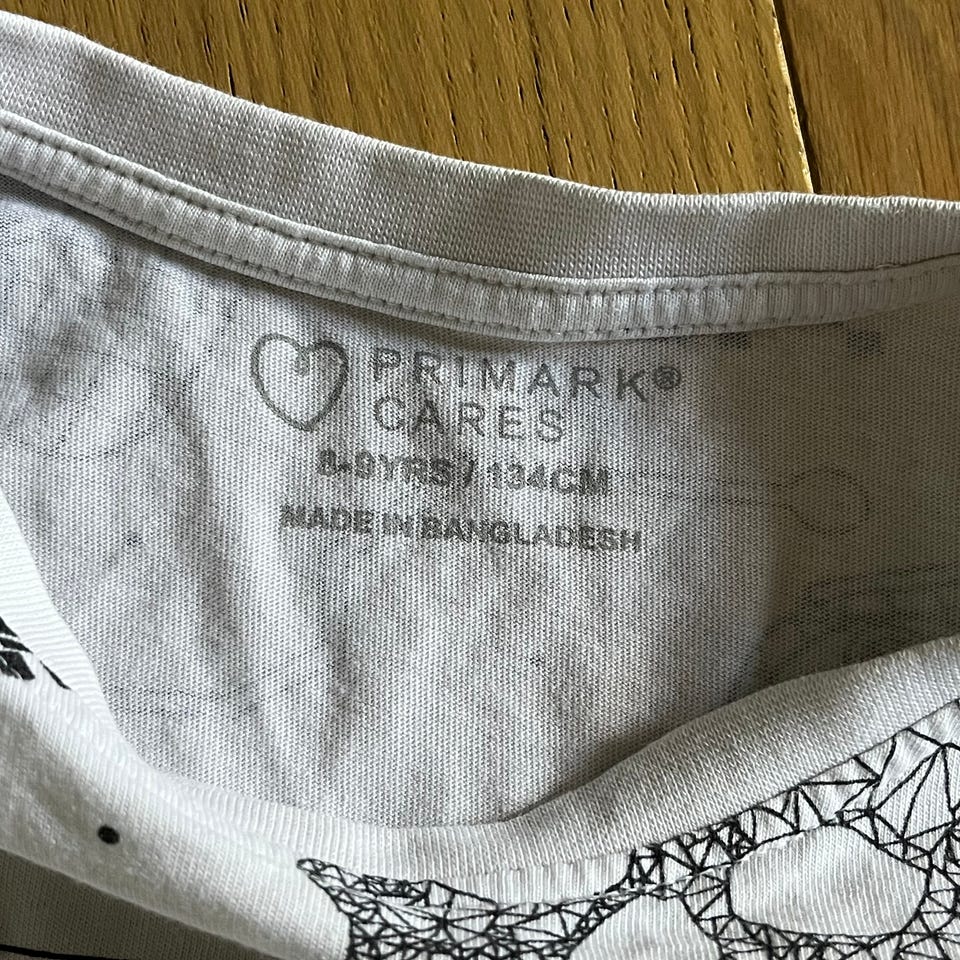 PRIMARK®
CARES
8-9YRS / 134CM
MADE IN BANGLADESH